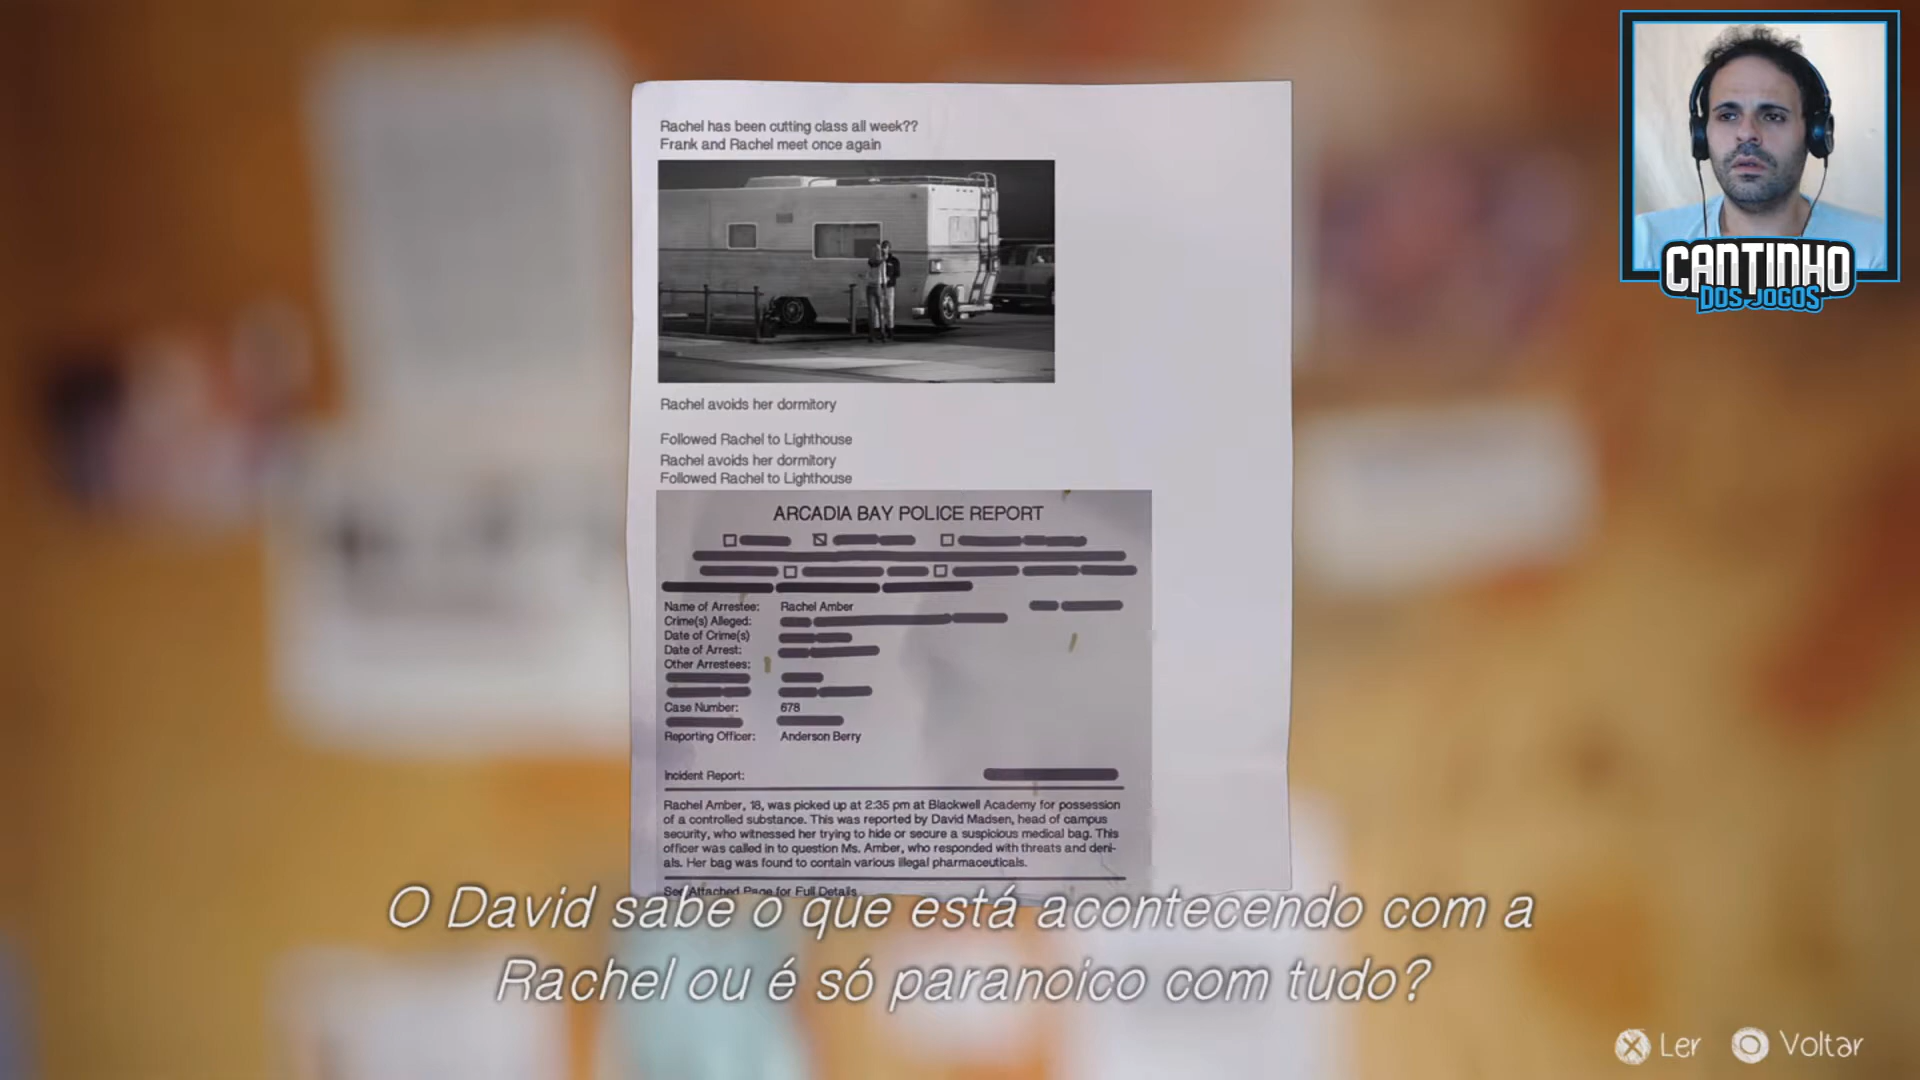 Rachel has been cutting class all week??
Frank and Rachel meet once again
Rachel avoids her dormitory
Followed Rachel to Lighthouse
Rachel avoids her dormitory
Followed Rachel to Lighthouse
ARCADIA BAY POLICE REPORT
Name of Arrestee: Rachel Amber
Crime(s) Alleged:
Date of Crime(s)
Date of Arrest:
Other Arrestees:
Case Number: 678
Reporting Officer: Anderson Berry
Incident Report:
Rachel Amber, 18, was picked up at 2:35 pm at Blackwell Academy for possession
of a controlled substance. This was reported by David Madsen, head of campus
security, who witnessed her trying to hide or secure a suspicious medical bag. This
officer was called in to question Ms. Amber, who responded with threats and deni-
als. Her bag was found to contain various illegal pharmaceuticals.
See Attached Page for Full Details
O David sabe o que está acontecendo com a
Rachel ou é só paranoico com tudo?
CANTINHO
DOS JOGOS
Ler
Voltar